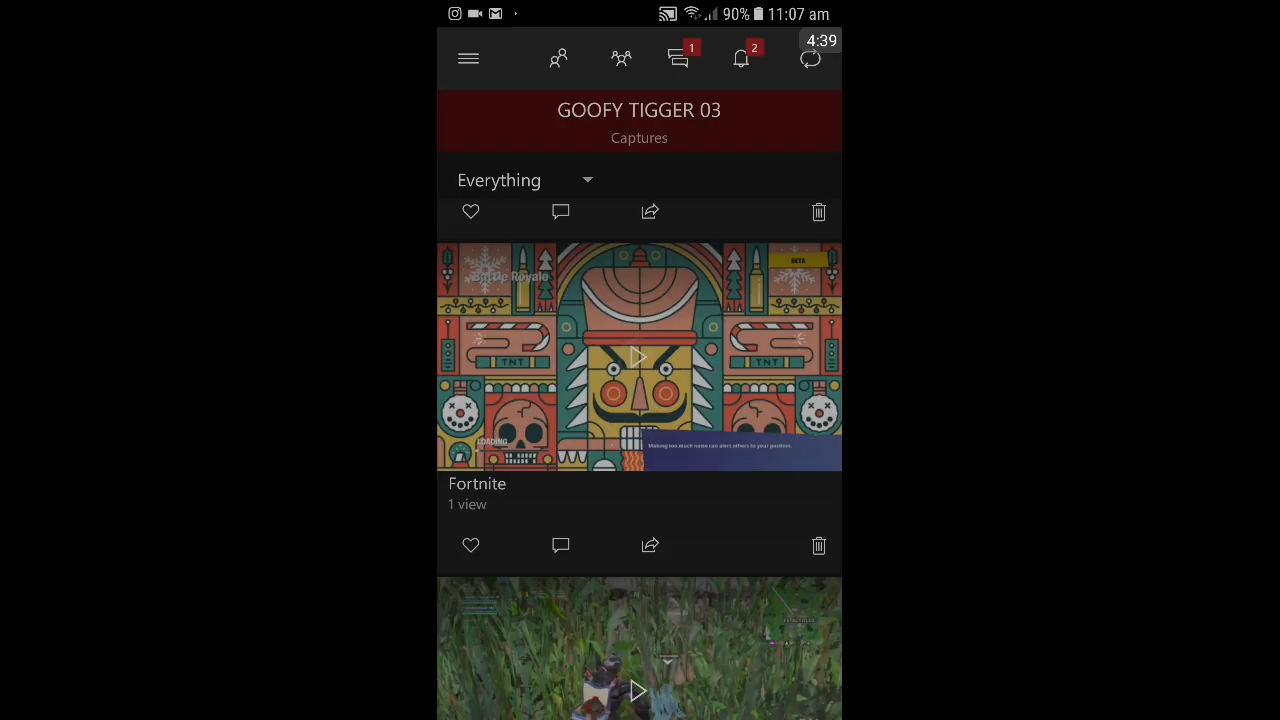 90% 11:07 am
4:39
1
2
GOOFY TIGGER 03
Captures
Everything
Battle Royale
BETA
TNT
TNT
LOADING
Making too much noise can alert others to your position.
Fortnite
1 view